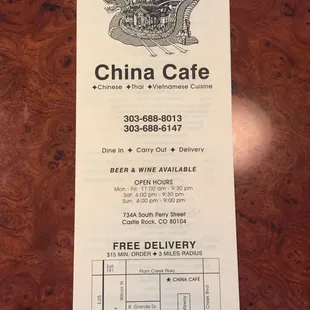 China Cafe
✦Chinese ✦Thai ✦Vietnamese Cuisine
303-688-8013
303-688-6147
Dine In ✦ Carry Out ✦ Delivery
BEER & WINE AVAILABLE
OPEN HOURS
Mon - Fri: 11:00 am - 9:30 pm
Sat: 4:00 pm - 9:30 pm
Sun: 4:00 pm - 9:00 pm
734A South Perry Street
Castle Rock, CO 80104
FREE DELIVERY
$15 MIN. ORDER ✦ 3 MILES RADIUS
Plum Creek Pkwy.
★ CHINA CAFE
I-25
Wilcox St.